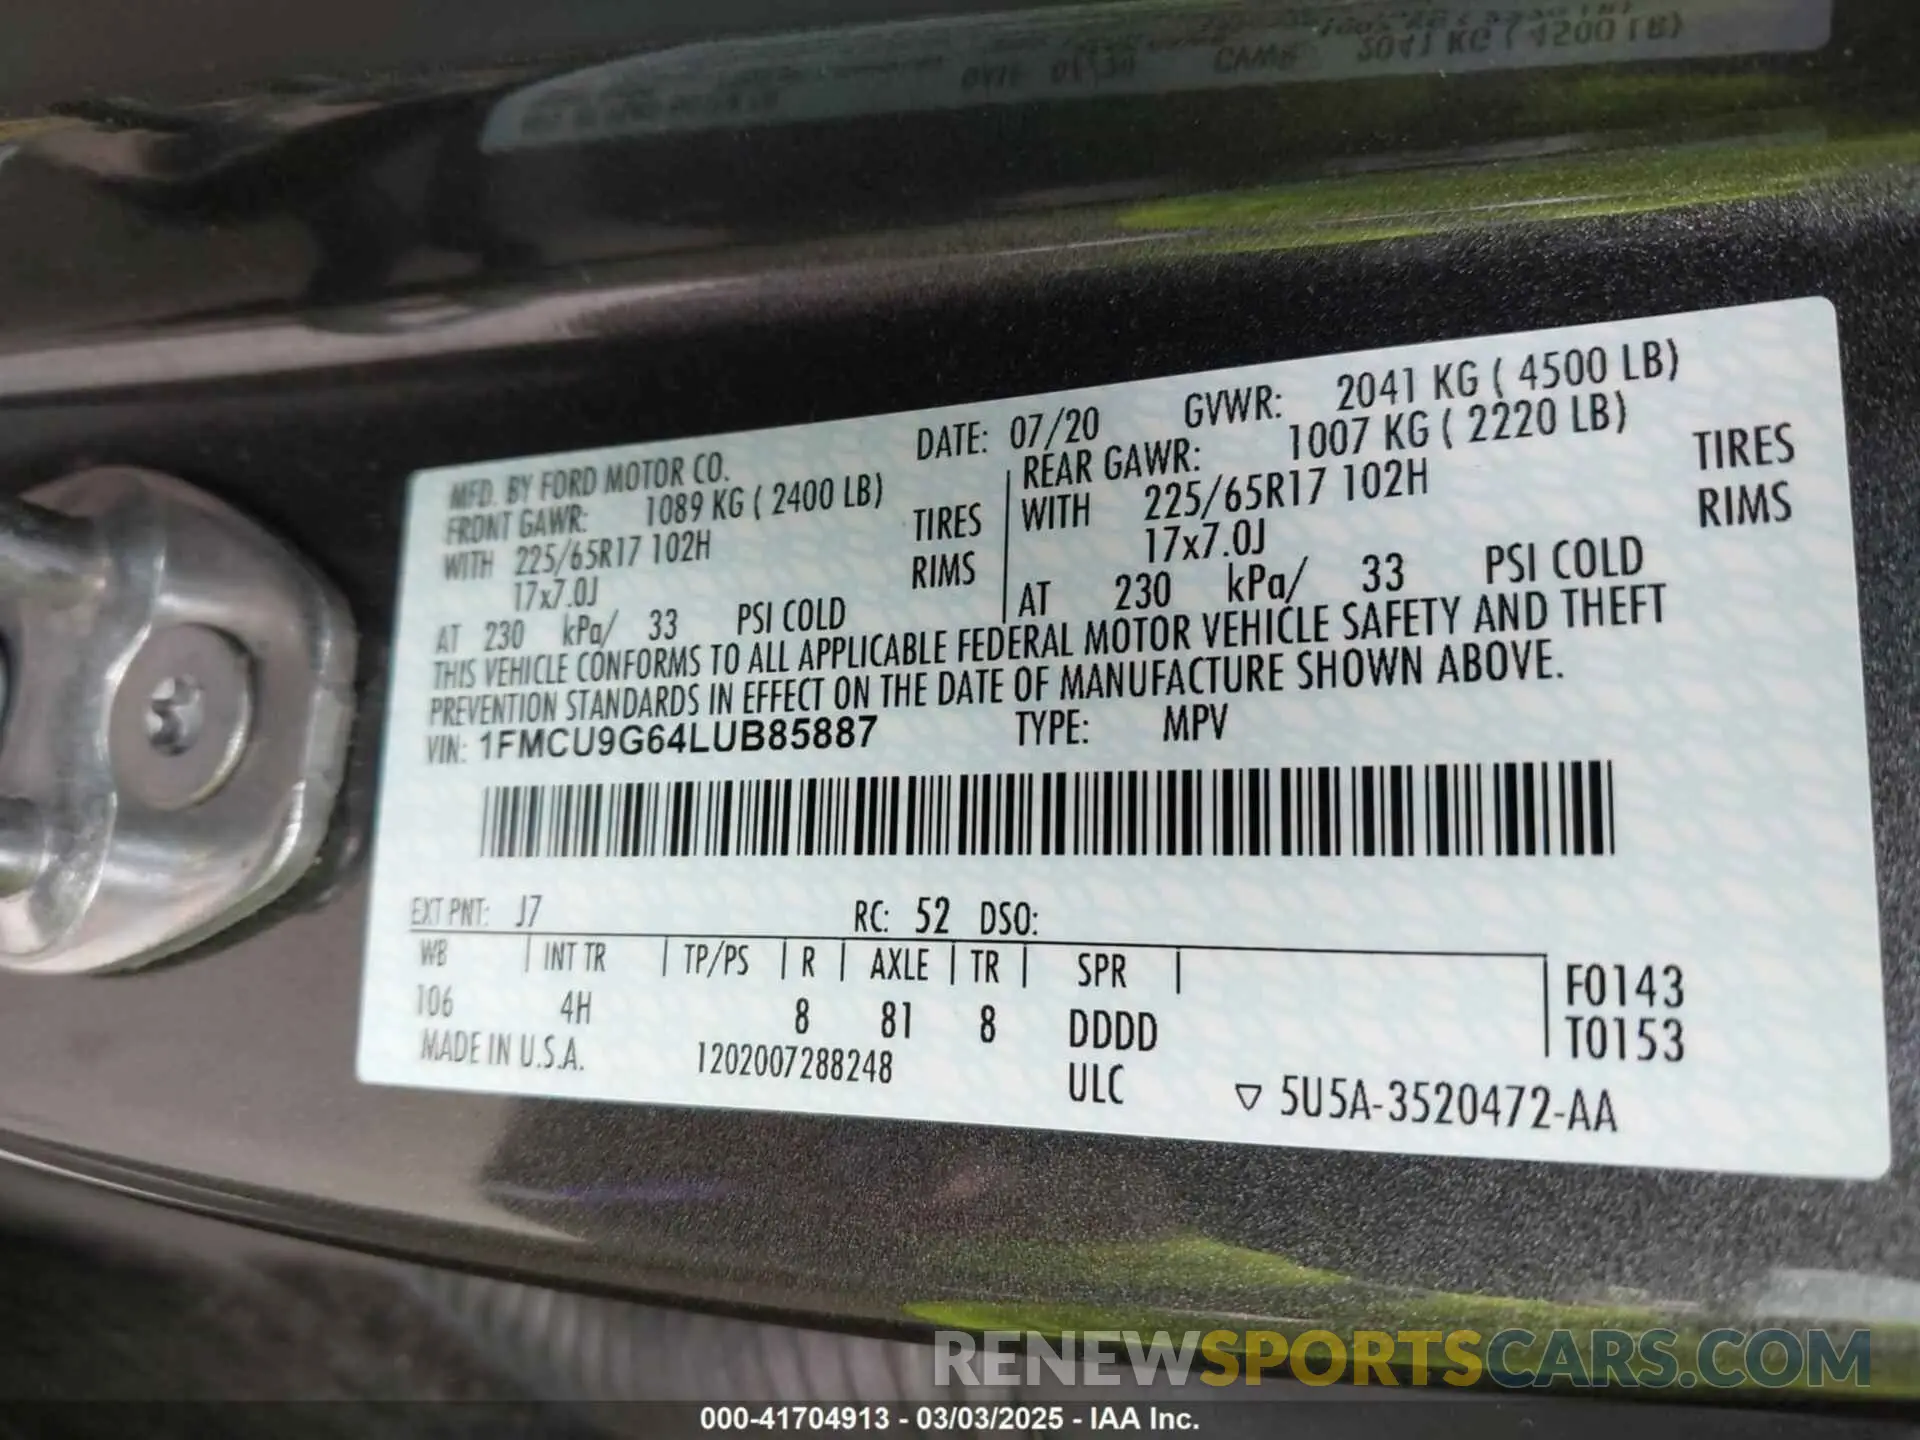 MFD. BY FORD MOTOR CO. DATE: 07/20 GVWR: 2041 KG ( 4500 LB)
FRONT GAWR: 1089 KG ( 2400 LB) REAR GAWR: 1007 KG ( 2220 LB)
WITH 225/65R17 102H TIRES WITH 225/65R17 102H TIRES
17x7.0J RIMS 17x7.0J RIMS
AT 230 kPa/ 33 PSI COLD AT 230 kPa/ 33 PSI COLD
THIS VEHICLE CONFORMS TO ALL APPLICABLE FEDERAL MOTOR VEHICLE SAFETY AND THEFT
PREVENTION STANDARDS IN EFFECT ON THE DATE OF MANUFACTURE SHOWN ABOVE.
VIN: 1FMCU9G64LUB85887 TYPE: MPV
EXT PNT: J7 RC: 52 DSO:
WB | INT TR | TP/PS | R | AXLE | TR | SPR | F0143
106 4H 8 81 8 DDDD T0153
MADE IN U.S.A. 1202007288248 ULC ▽ 5U5A-3520472-AA
RENEWSPORTSCARS.COM
000-41704913 - 03/03/2025 - IAA Inc.